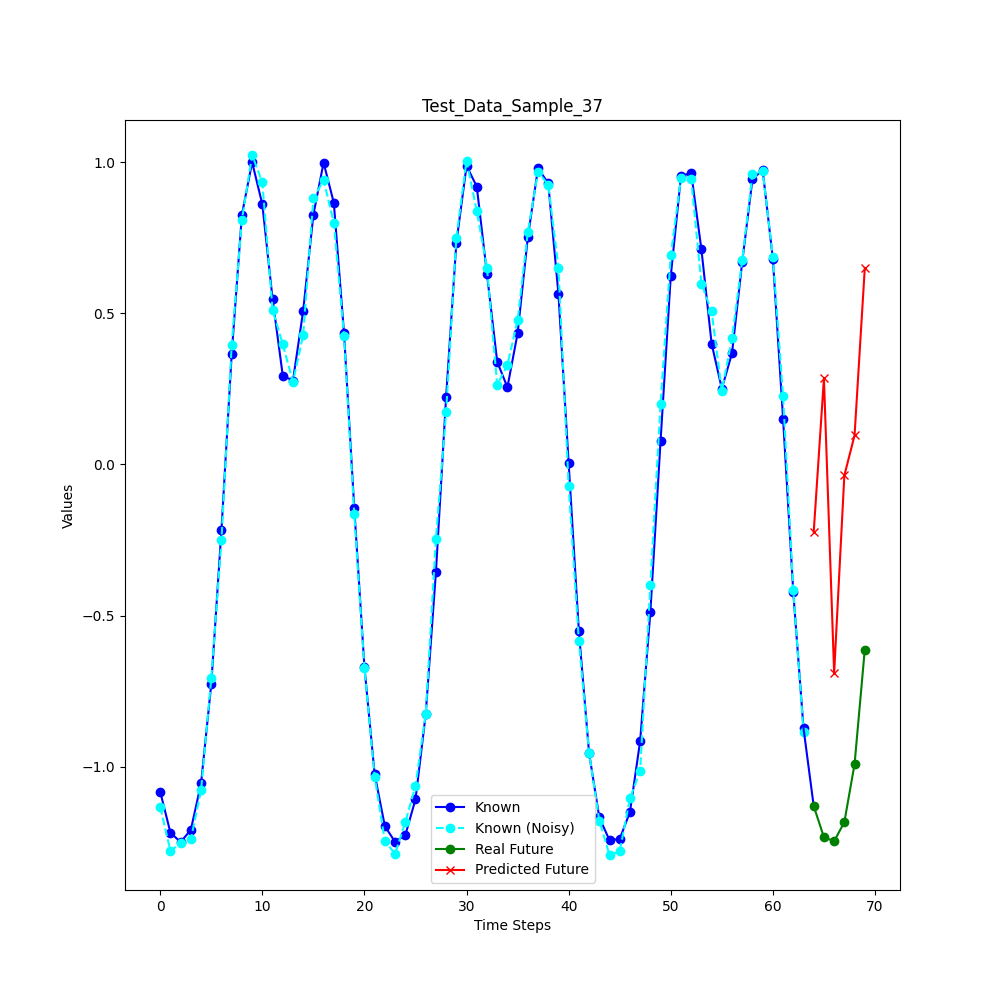 Test_Data_Sample_37
Values
1.0
0.5
0.0
−0.5
−1.0
Known
Known (Noisy)
Real Future
Predicted Future
0 10 20 30 40 50 60 70
Time Steps